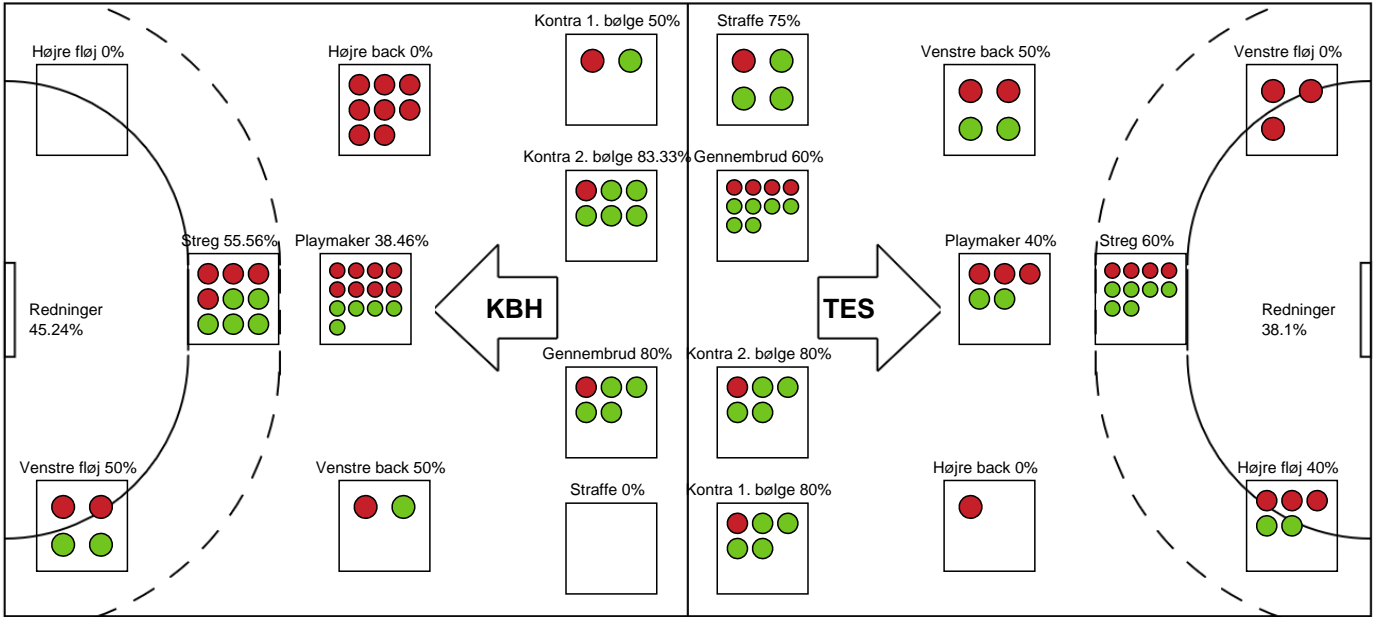 Kontra 1. bølge 50%
Straffe 75%
Højre fløj 0%
Højre back 0%
Venstre back 50%
Venstre fløj 0%
Kontra 2. bølge 83.33%
Gennembrud 60%
Streg 55.56%
Playmaker 38.46%
Playmaker 40%
Streg 60%
Redninger
45.24%
KBH
TES
Redninger
38.1%
Gennembrud 80%
Kontra 2. bølge 80%
Venstre fløj 50%
Venstre back 50%
Straffe 0%
Kontra 1. bølge 80%
Højre back 0%
Højre fløj 40%